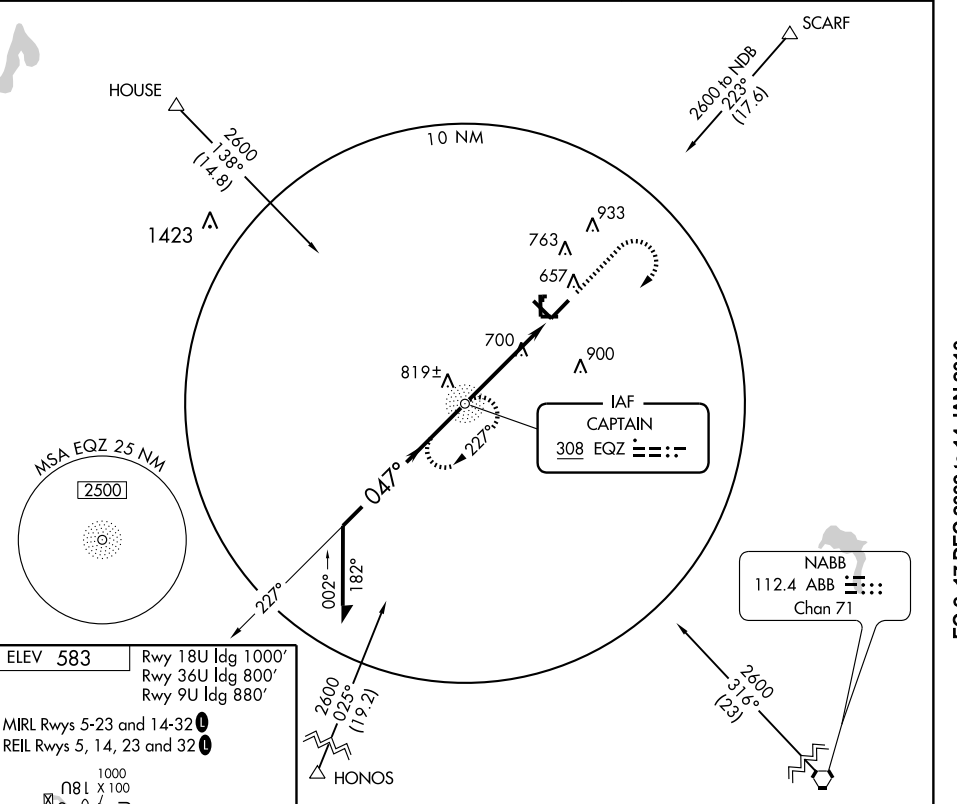 SCARF
2600 to NDB
223°
(17.6)
HOUSE
2600
138°
(14.8)
10 NM
1423
933
763
657
700
900
819±
IAF
CAPTAIN
308 EQZ
227°
047°
MSA EQZ 25 NM
2500
002°
182°
227°
NABB
112.4 ABB
Chan 71
2600
025°
(19.2)
HONOS
2600
316°
(23)
ELEV 583
Rwy 18U ldg 1000'
Rwy 36U ldg 800'
Rwy 9U ldg 880'
MIRL Rwys 5-23 and 14-32 L
REIL Rwys 5, 14, 23 and 32 L
1000
X 100
18U